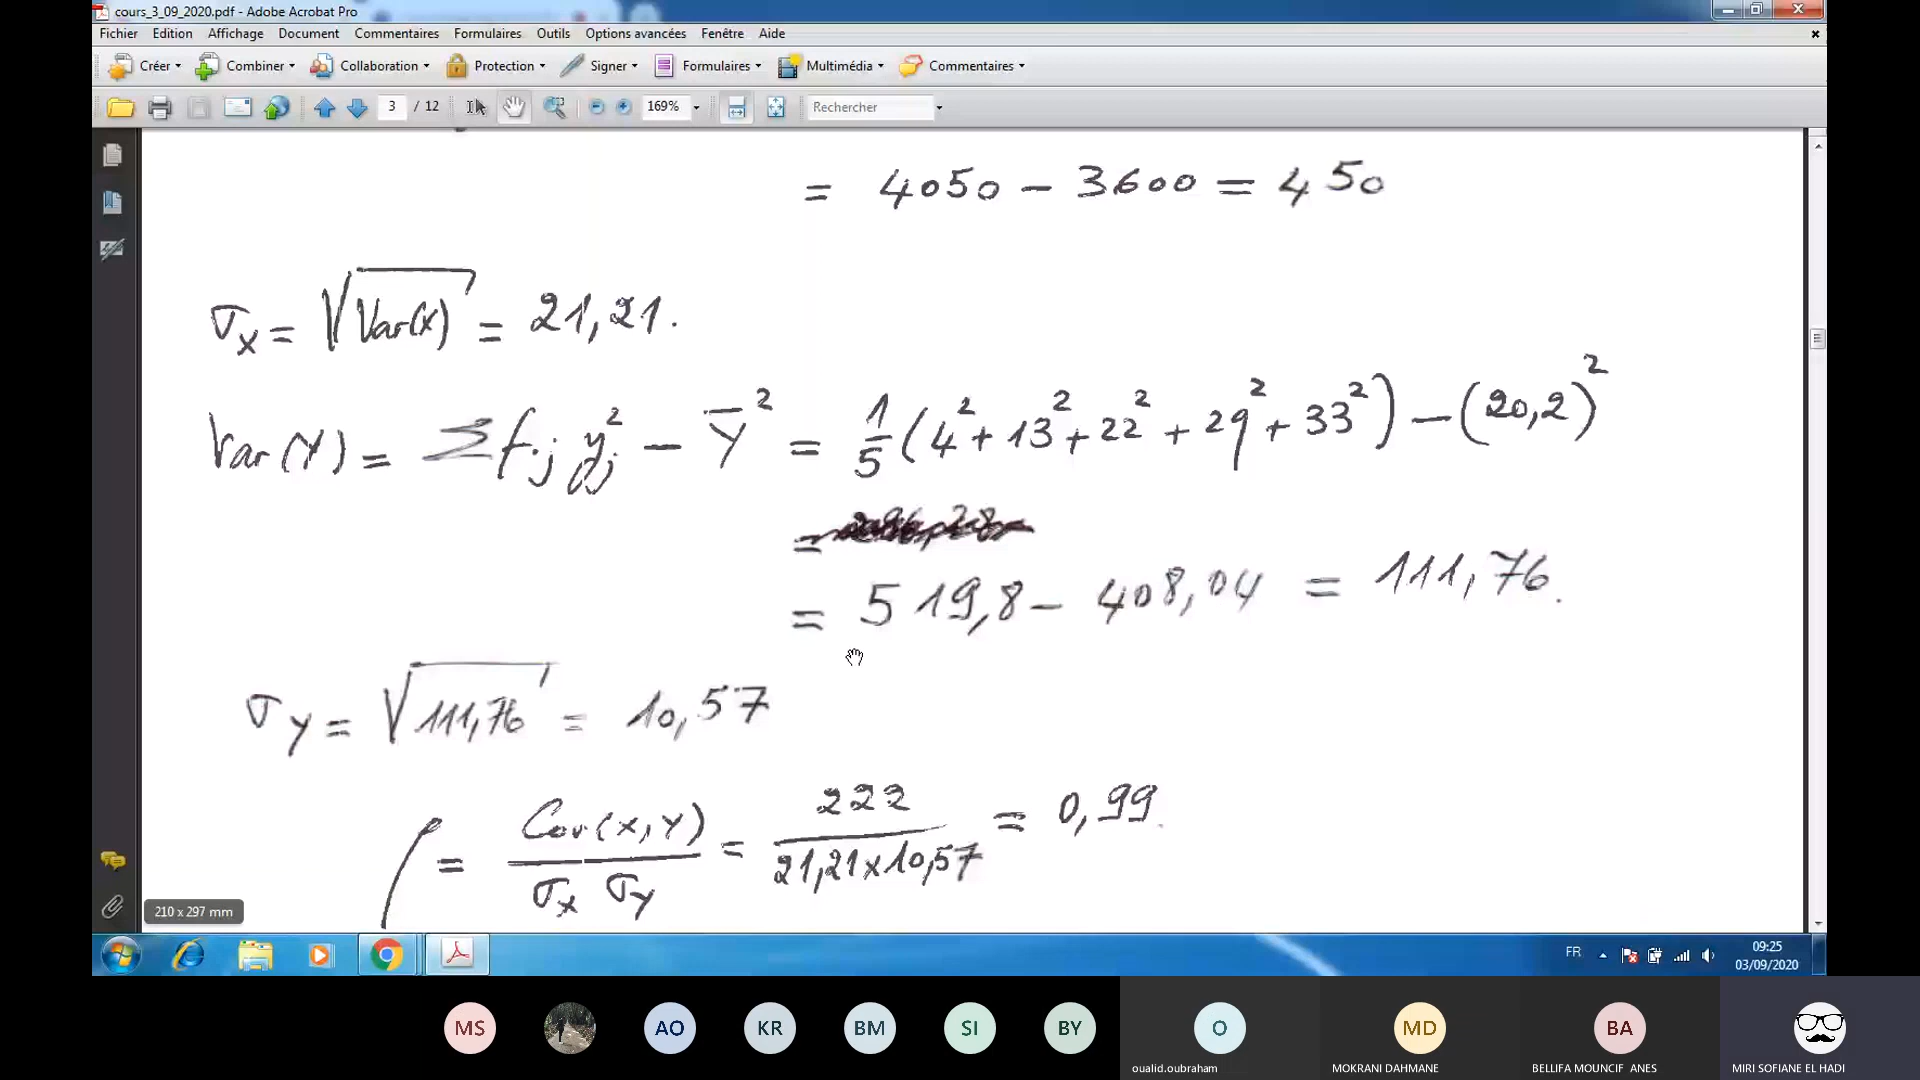 cours_3_09_2020.pdf - Adobe Acrobat Pro
Fichier Edition Affichage Document Commentaires Formulaires Outils Options avancées Fenêtre Aide
Créer Combiner Collaboration Protection Signer Formulaires Multimédia Commentaires
3 / 12 169% Rechercher
= 4050 - 3600 = 450
σx = √Var(X) = 21,21.
Var(Y) = Σf.j yj² - Y̅² = 1/5 (4² + 13² + 22² + 29² + 33²) - (20,2)²
= 519,8 - 408,04 = 111,76.
σy = √111,76 = 10,57
ρ = Cov(X,Y) / σx σy = 222 / 21,21x10,57 = 0,99.
210 x 297 mm
FR 09:25
03/09/2020
MS AO KR BM SI BY O MD BA
oualid.oubraham MOKRANI DAHMANE BELLIFA MOUNCIF ANES MIRI SOFIANE EL HADI